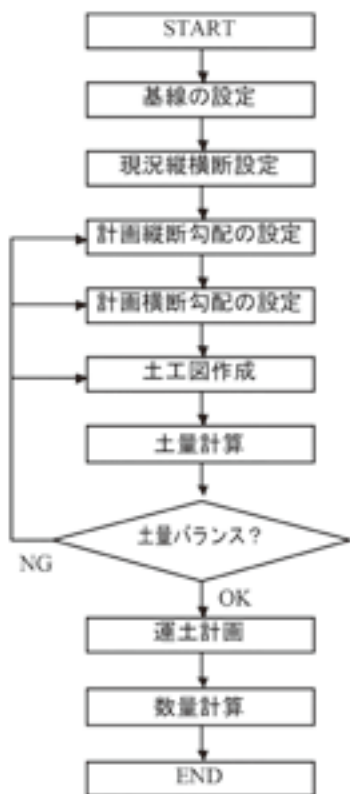 START
基線の設定
現況縦横断設定
計画縦断勾配の設定
計画横断勾配の設定
土工図作成
土量計算
土量バランス？
NG
OK
運土計画
数量計算
END